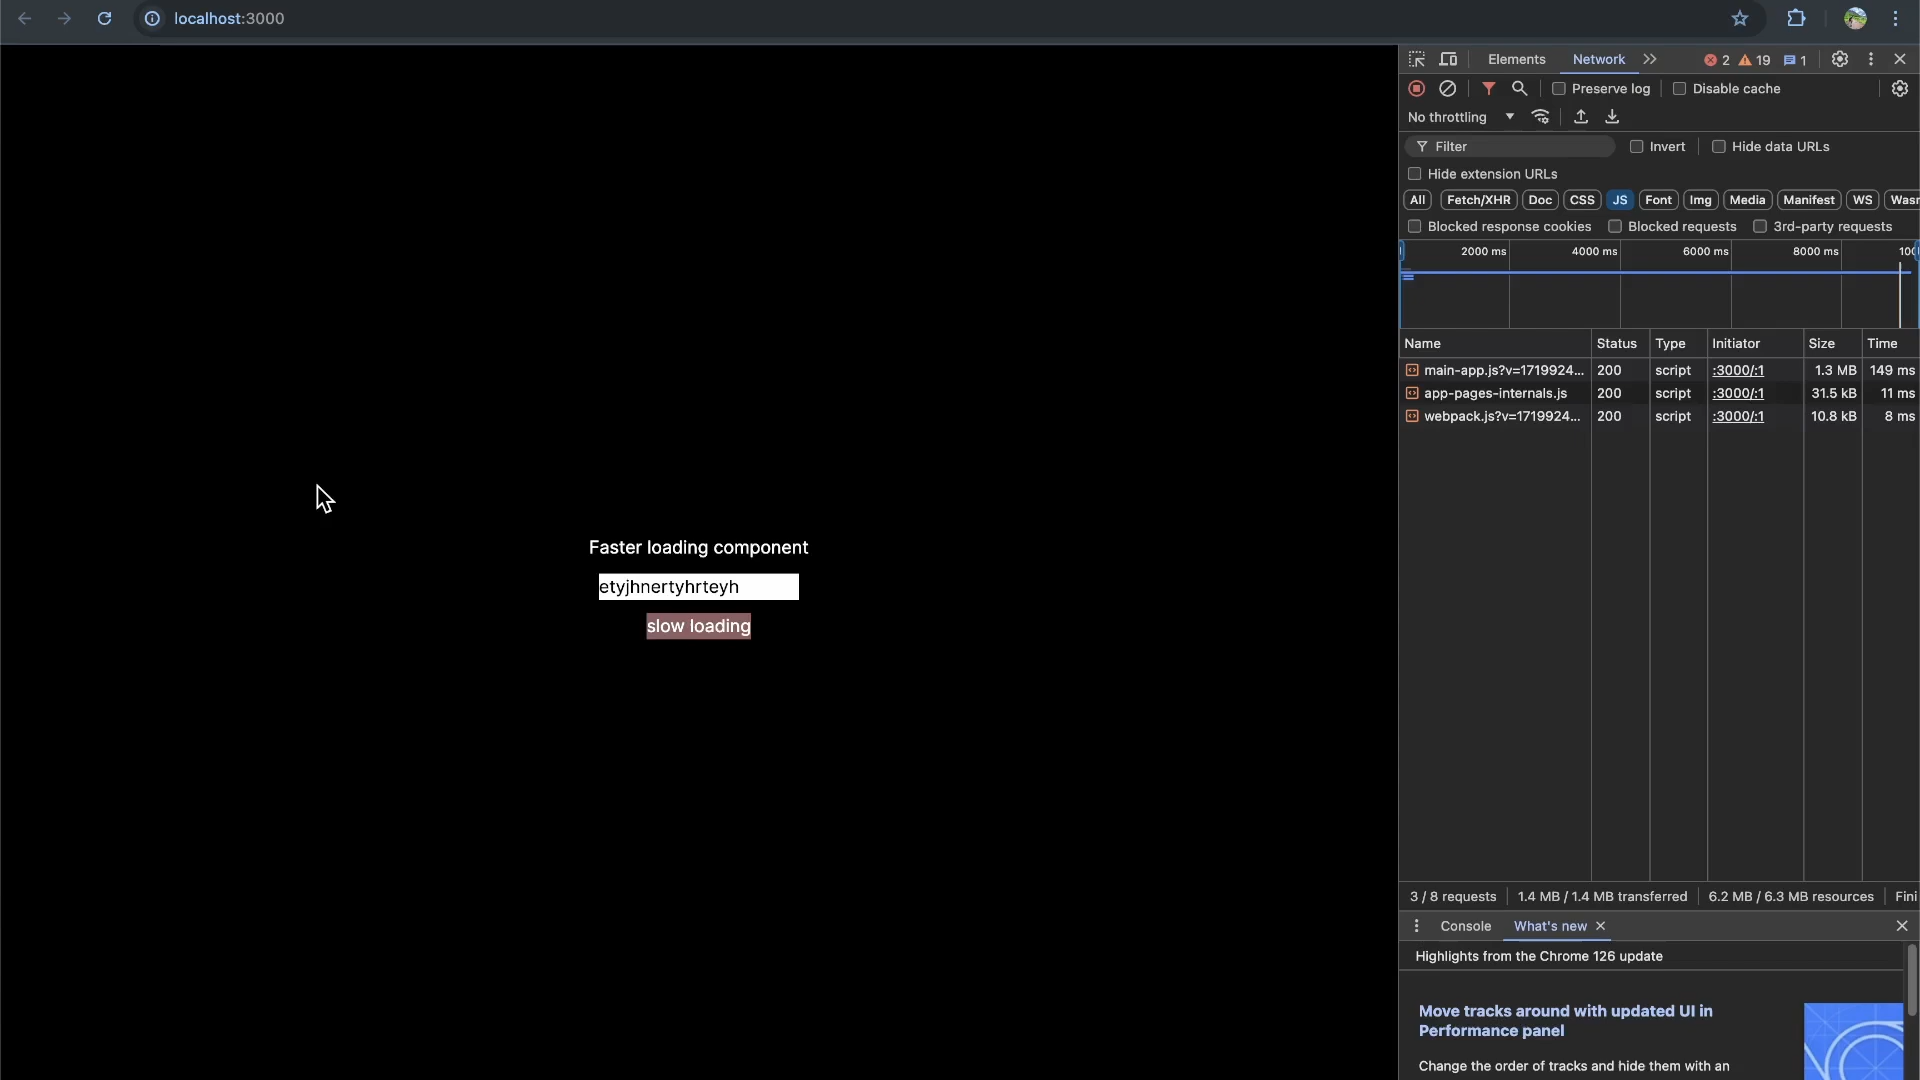 localhost:3000
Elements Network 2 19 1
Preserve log Disable cache
No throttling
Filter Invert Hide data URLs
Hide extension URLs
All Fetch/XHR Doc CSS JS Font Img Media Manifest WS
Blocked response cookies Blocked requests 3rd-party requests
2000 ms 4000 ms 6000 ms 8000 ms
Name Status Type Initiator Size Time
main-app.js?v=1719924... 200 script :3000/:1 1.3 MB 149 ms
app-pages-internals.js 200 script :3000/:1 31.5 kB 11 ms
webpack.js?v=1719924... 200 script :3000/:1 10.8 kB 8 ms
Faster loading component
etyjhnertyhrteyh
slow loading
3 / 8 requests 1.4 MB / 1.4 MB transferred 6.2 MB / 6.3 MB resources
Console What's new
Highlights from the Chrome 126 update
Move tracks around with updated UI in
Performance panel
Change the order of tracks and hide them with an